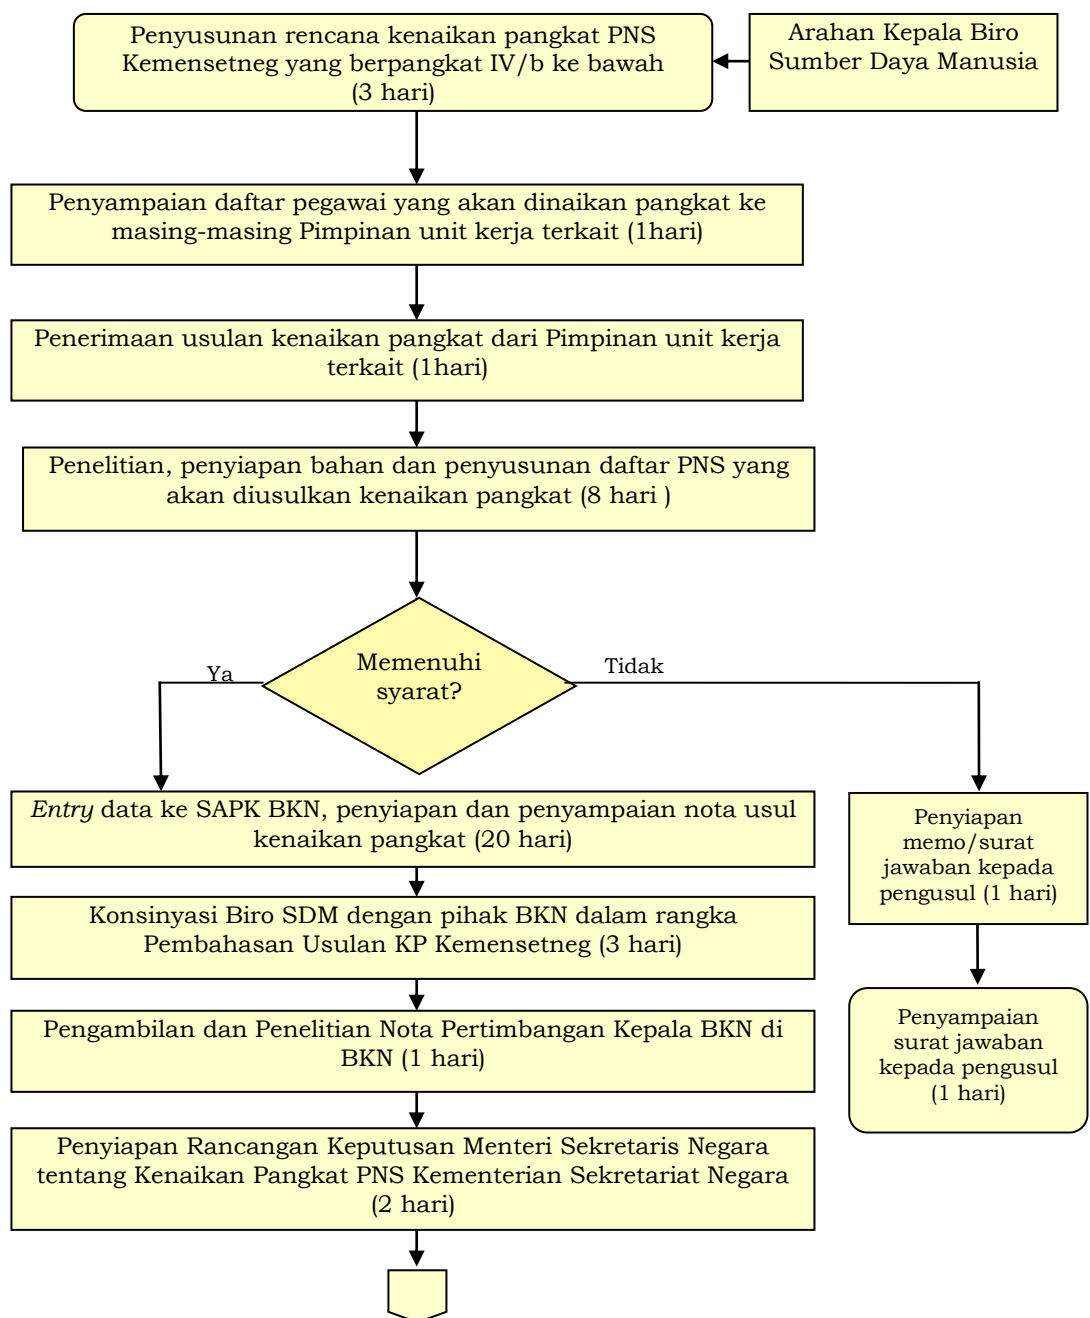 Penyusunan rencana kenaikan pangkat PNS
Kemensetneg yang berpangkat IV/b ke bawah
(3 hari)
Arahan Kepala Biro
Sumber Daya Manusia
Penyampaian daftar pegawai yang akan dinaikan pangkat ke
masing-masing Pimpinan unit kerja terkait (1hari)
Penerimaan usulan kenaikan pangkat dari Pimpinan unit kerja
terkait (1hari)
Penelitian, penyiapan bahan dan penyusunan daftar PNS yang
akan diusulkan kenaikan pangkat (8 hari )
Memenuhi
syarat?
Ya
Tidak
Entry data ke SAPK BKN, penyiapan dan penyampaian nota usul
kenaikan pangkat (20 hari)
Konsinyasi Biro SDM dengan pihak BKN dalam rangka
Pembahasan Usulan KP Kemensetneg (3 hari)
Pengambilan dan Penelitian Nota Pertimbangan Kepala BKN di
BKN (1 hari)
Penyiapan Rancangan Keputusan Menteri Sekretaris Negara
tentang Kenaikan Pangkat PNS Kementerian Sekretariat Negara
(2 hari)
Penyiapan
memo/surat
jawaban kepada
pengusul (1 hari)
Penyampaian
surat jawaban
kepada pengusul
(1 hari)